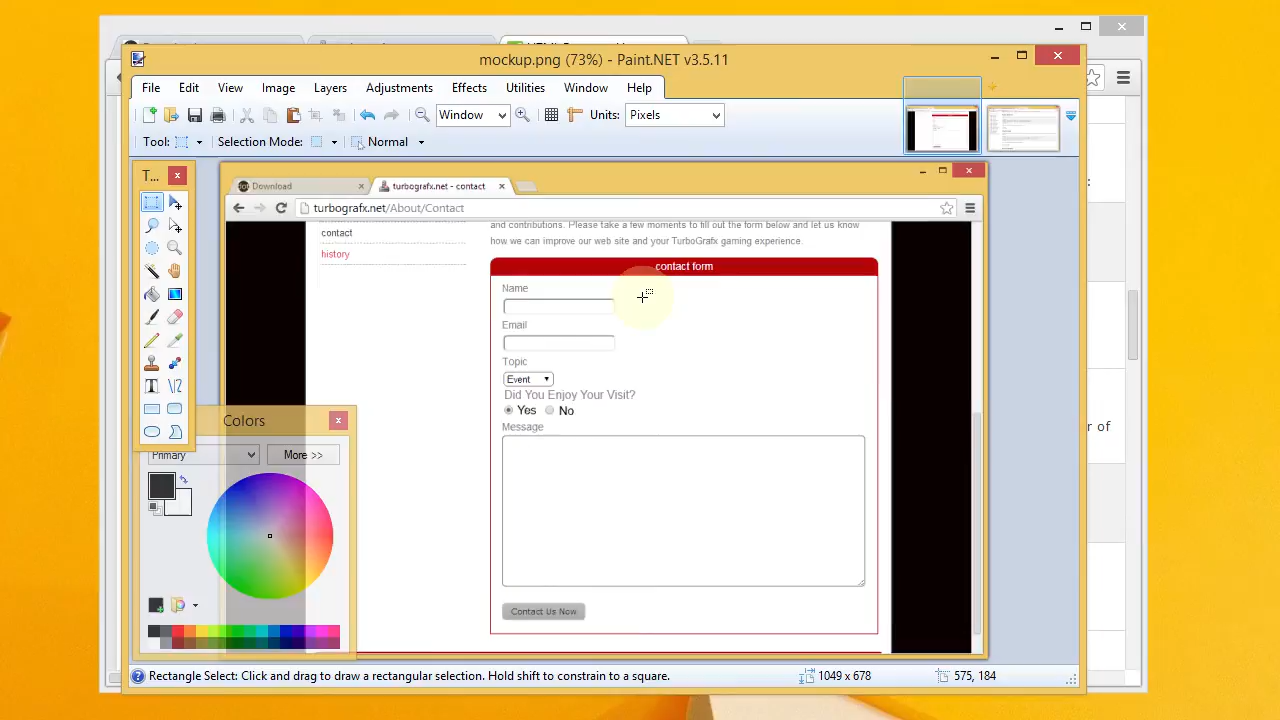 mockup.png (73%) - Paint.NET v3.5.11
File Edit View Image Layers Adjustments Effects Utilities Window Help
Window Units: Pixels
Tool: Selection Mode: Normal
T...
Download turbografx.net - contact
turbografx.net/About/Contact
and contributions. Please take a few moments to fill out the form below and let us know
contact
how we can improve our web site and your TurboGrafx gaming experience.
history
contact form
Name
Email
Topic
Event
Did You Enjoy Your Visit?
Yes No
Message
Contact Us Now
Colors
Primary More >>
er of
Rectangle Select: Click and drag to draw a rectangular selection. Hold shift to constrain to a square. 1049 x 678 575, 184